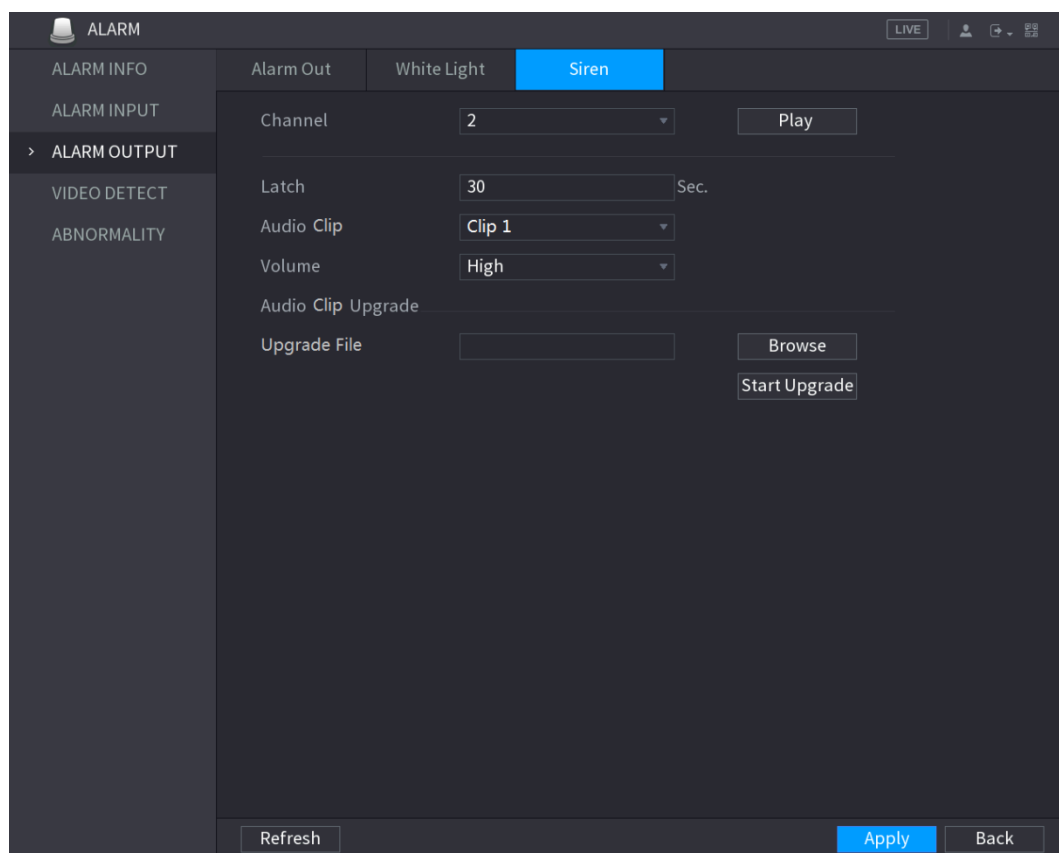 ALARM LIVE
ALARM INFO
ALARM INPUT
> ALARM OUTPUT
VIDEO DETECT
ABNORMALITY
Alarm Out White Light Siren
Channel 2 Play
Latch 30 Sec.
Audio Clip Clip 1
Volume High
Audio Clip Upgrade
Upgrade File Browse
Start Upgrade
Refresh Apply Back